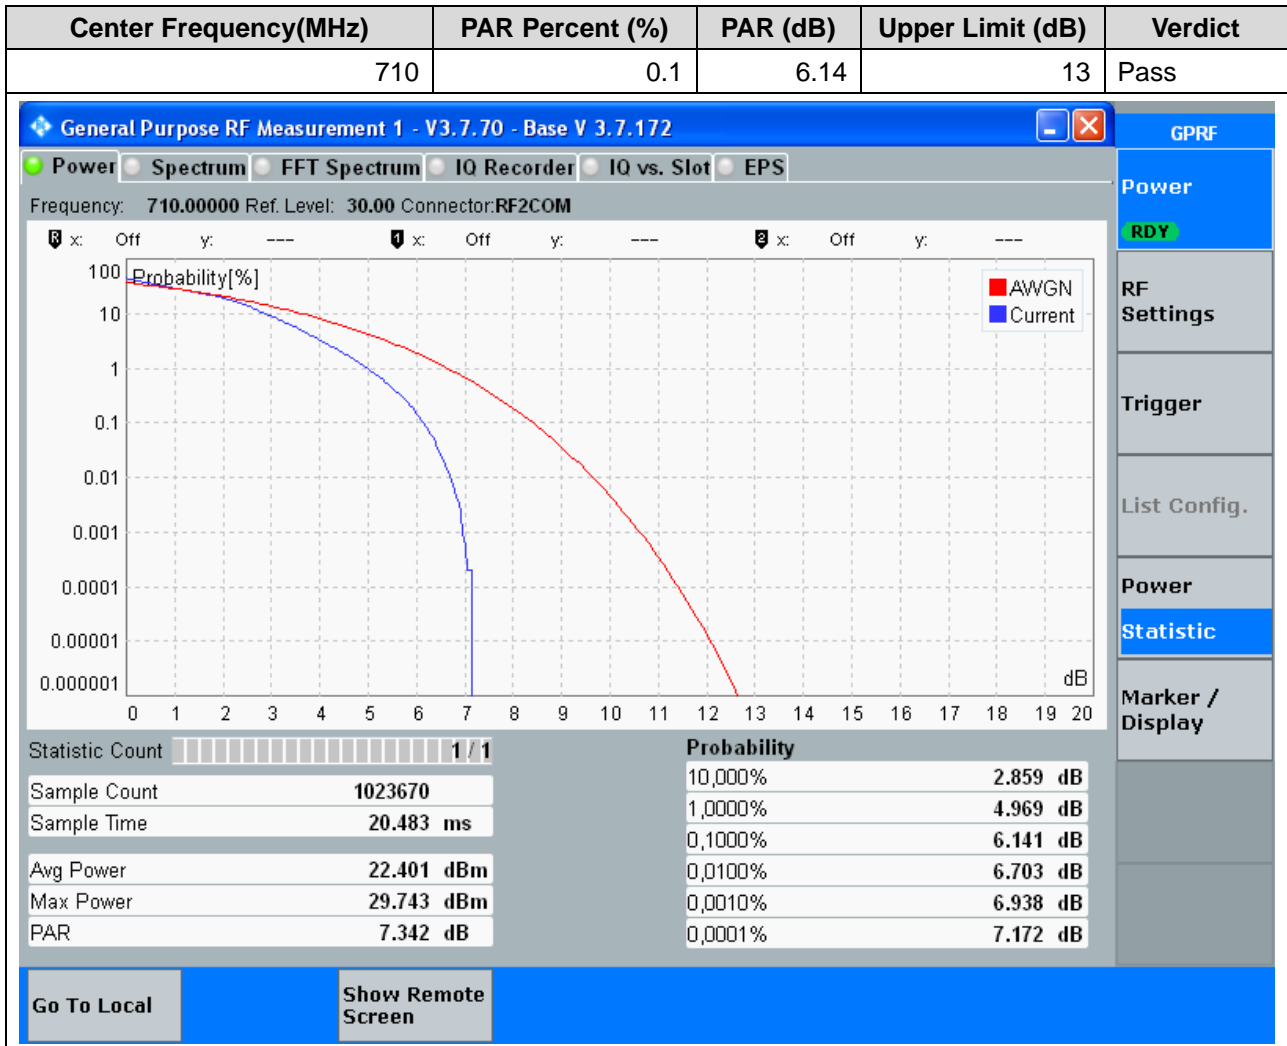 Center Frequency(MHz) PAR Percent (%) PAR (dB) Upper Limit (dB) Verdict
710 0.1 6.14 13 Pass
General Purpose RF Measurement 1 - V3.7.70 - Base V 3.7.172
GPRF
Power Spectrum FFT Spectrum IQ Recorder IQ vs. Slot EPS
Power
RDY
Frequency: 710.00000 Ref. Level: 30.00 Connector:RF2COM
R x: Off y: --- 1 x: Off y: --- 2 x: Off y: ---
100 Probability[%]
AWGN
Current
10
1
0.1
0.01
0.001
0.0001
0.00001
0.000001
dB
0 1 2 3 4 5 6 7 8 9 10 11 12 13 14 15 16 17 18 19 20
RF
Settings
Trigger
List Config.
Power
Statistic
Marker /
Display
Statistic Count 1 / 1
Sample Count 1023670
Sample Time 20.483 ms
Avg Power 22.401 dBm
Max Power 29.743 dBm
PAR 7.342 dB
Probability
10,000% 2.859 dB
1,0000% 4.969 dB
0,1000% 6.141 dB
0,0100% 6.703 dB
0,0010% 6.938 dB
0,0001% 7.172 dB
Go To Local
Show Remote
Screen